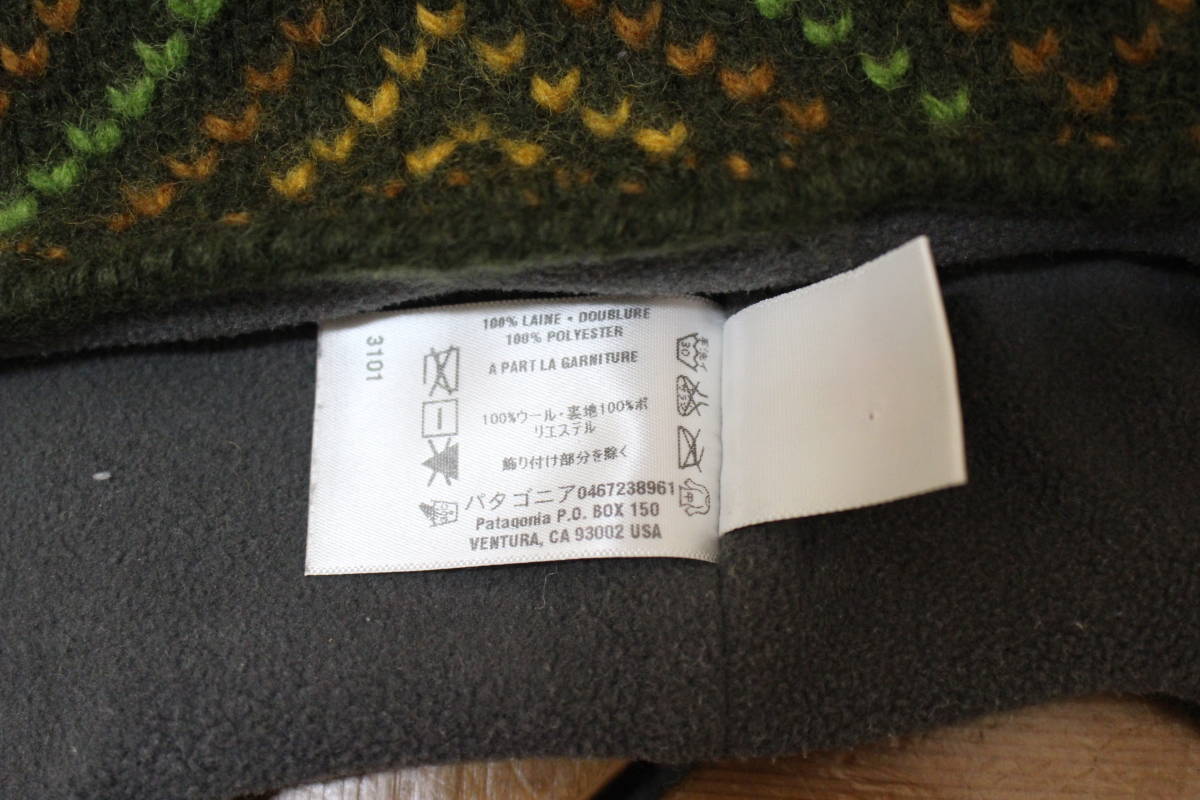 100% LAINE • DOUBLURE
100% POLYESTER
A PART LA GARNITURE
100%ウール・裏地100%ポ
リエステル
飾り付け部分を除く
パタゴニア0467238961
Patagonia P.O. BOX 150
VENTURA, CA 93002 USA
3101
30